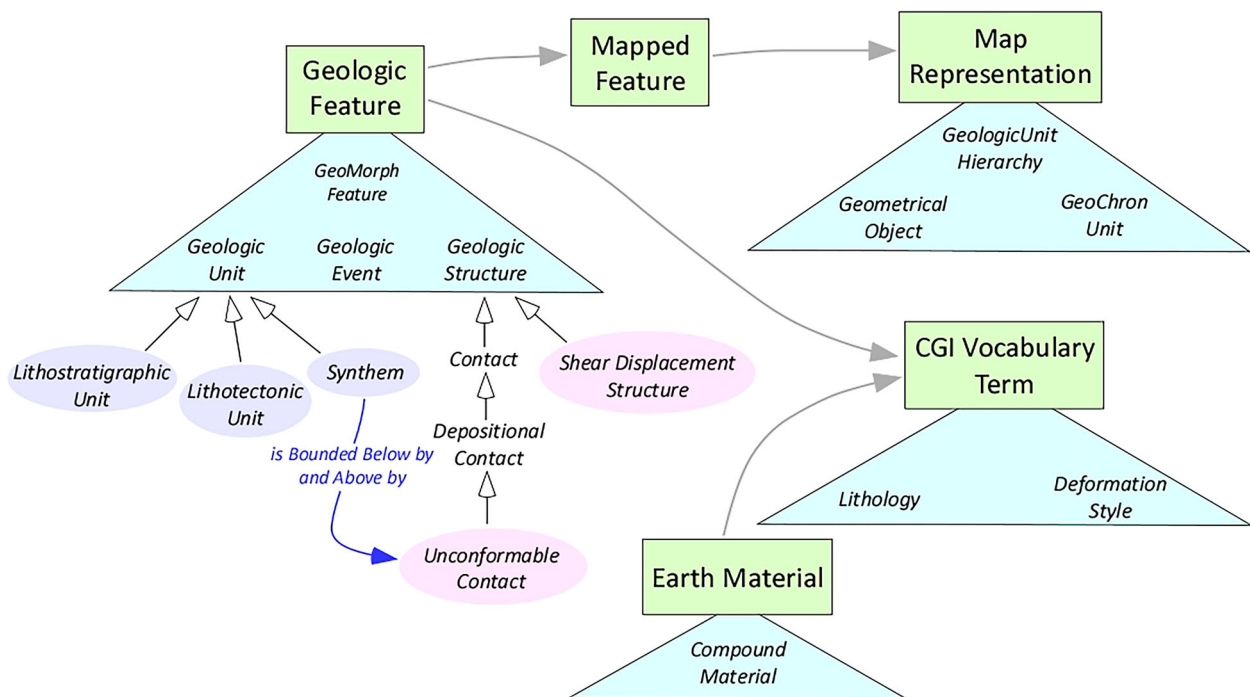 Geologic
Feature
Mapped
Feature
Map
Representation
GeoMorph
Feature
Geologic
Unit
Geologic
Event
Geologic
Structure
GeologicUnit
Hierarchy
Geometrical
Object
GeoChron
Unit
Lithostratigraphic
Unit
Lithotectonic
Unit
Synthem
Contact
Shear Displacement
Structure
is Bounded Below by
and Above by
Depositional
Contact
Unconformable
Contact
CGI Vocabulary
Term
Lithology
Deformation
Style
Earth Material
Compound
Material